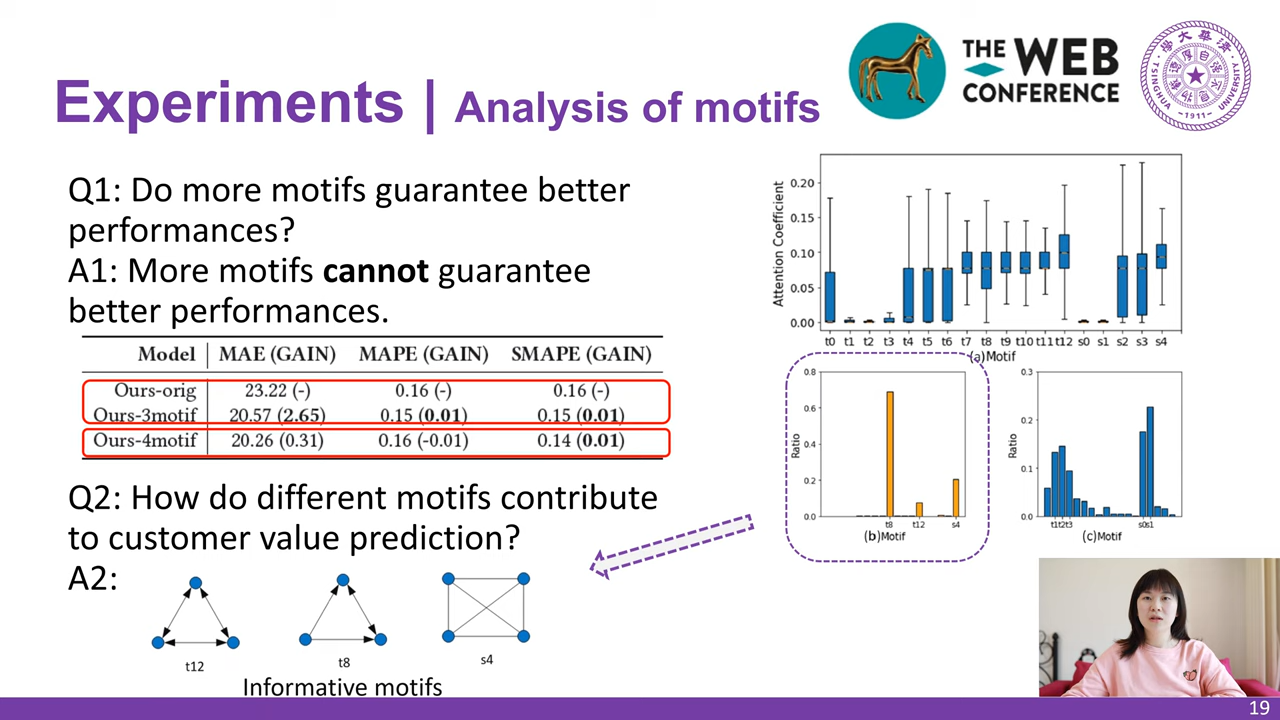 Experiments | Analysis of motifs
THE WEB
CONFERENCE
TSINGHUA UNIVERSITY
1911
Q1: Do more motifs guarantee better
performances?
A1: More motifs cannot guarantee
better performances.
Model MAE (GAIN) MAPE (GAIN) SMAPE (GAIN)
Ours-orig 23.22 (-) 0.16 (-) 0.16 (-)
Ours-3motif 20.57 (2.65) 0.15 (0.01) 0.15 (0.01)
Ours-4motif 20.26 (0.31) 0.16 (-0.01) 0.14 (0.01)
Q2: How do different motifs contribute
to customer value prediction?
A2:
t12
t8
s4
Informative motifs
Attention Coefficient
0.20
0.15
0.10
0.05
0.00
t0 t1 t2 t3 t4 t5 t6 t7 t8 t9 t10 t11 t12 s0 s1 s2 s3 s4
(a)Motif
Ratio
0.8
0.6
0.4
0.2
0.0
t8 t12 s4
(b)Motif
Ratio
0.3
0.2
0.1
0.0
t1t2t3 s0s1
(c)Motif
19